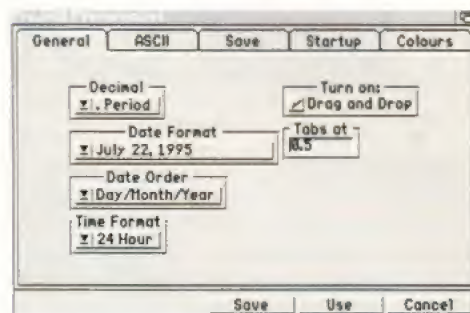 General ASCII Save Startup Colours
Decimal
. Period
Turn on:
Drag and Drop
Date Format
July 22, 1995
Tabs at
0.5
Date Order
Day/Month/Year
Time Format
24 Hour
Save Use Cancel